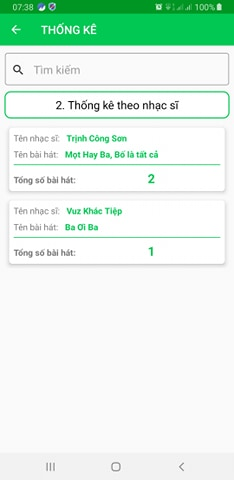 07:38 100%
THỐNG KÊ
Tìm kiếm
2. Thống kê theo nhạc sĩ
Tên nhạc sĩ: Trịnh Công Sơn
Tên bài hát: Mọt Hay Ba, Bố là tất cả
Tổng số bài hát: 2
Tên nhạc sĩ: Vuz Khác Tiệp
Tên bài hát: Ba Ơi Ba
Tổng số bài hát: 1